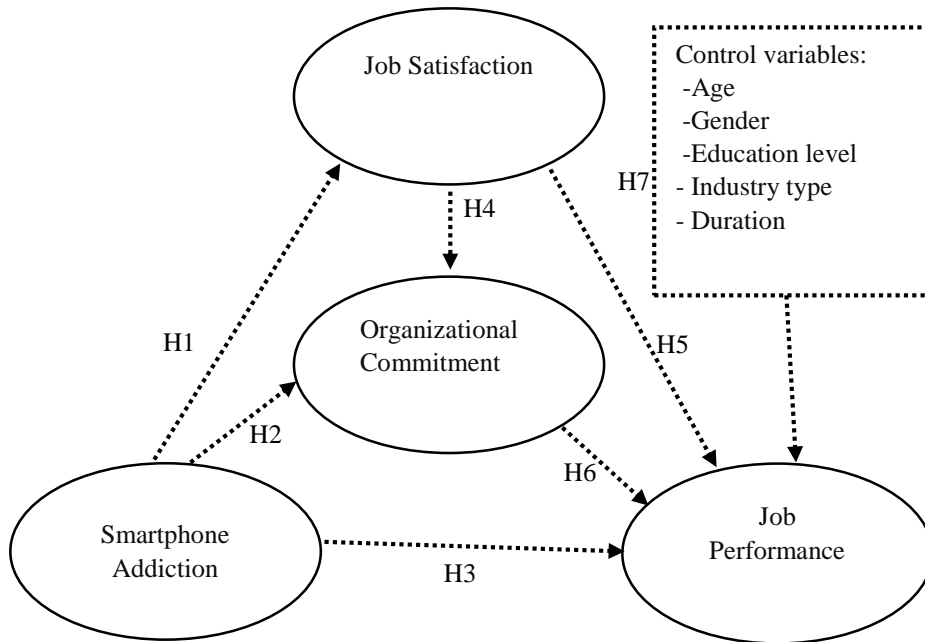 Job Satisfaction
Control variables:
-Age
-Gender
-Education level
- Industry type
- Duration
H7
H4
Organizational
Commitment
H1
H5
H2
H6
Smartphone
Addiction
Job
Performance
H3